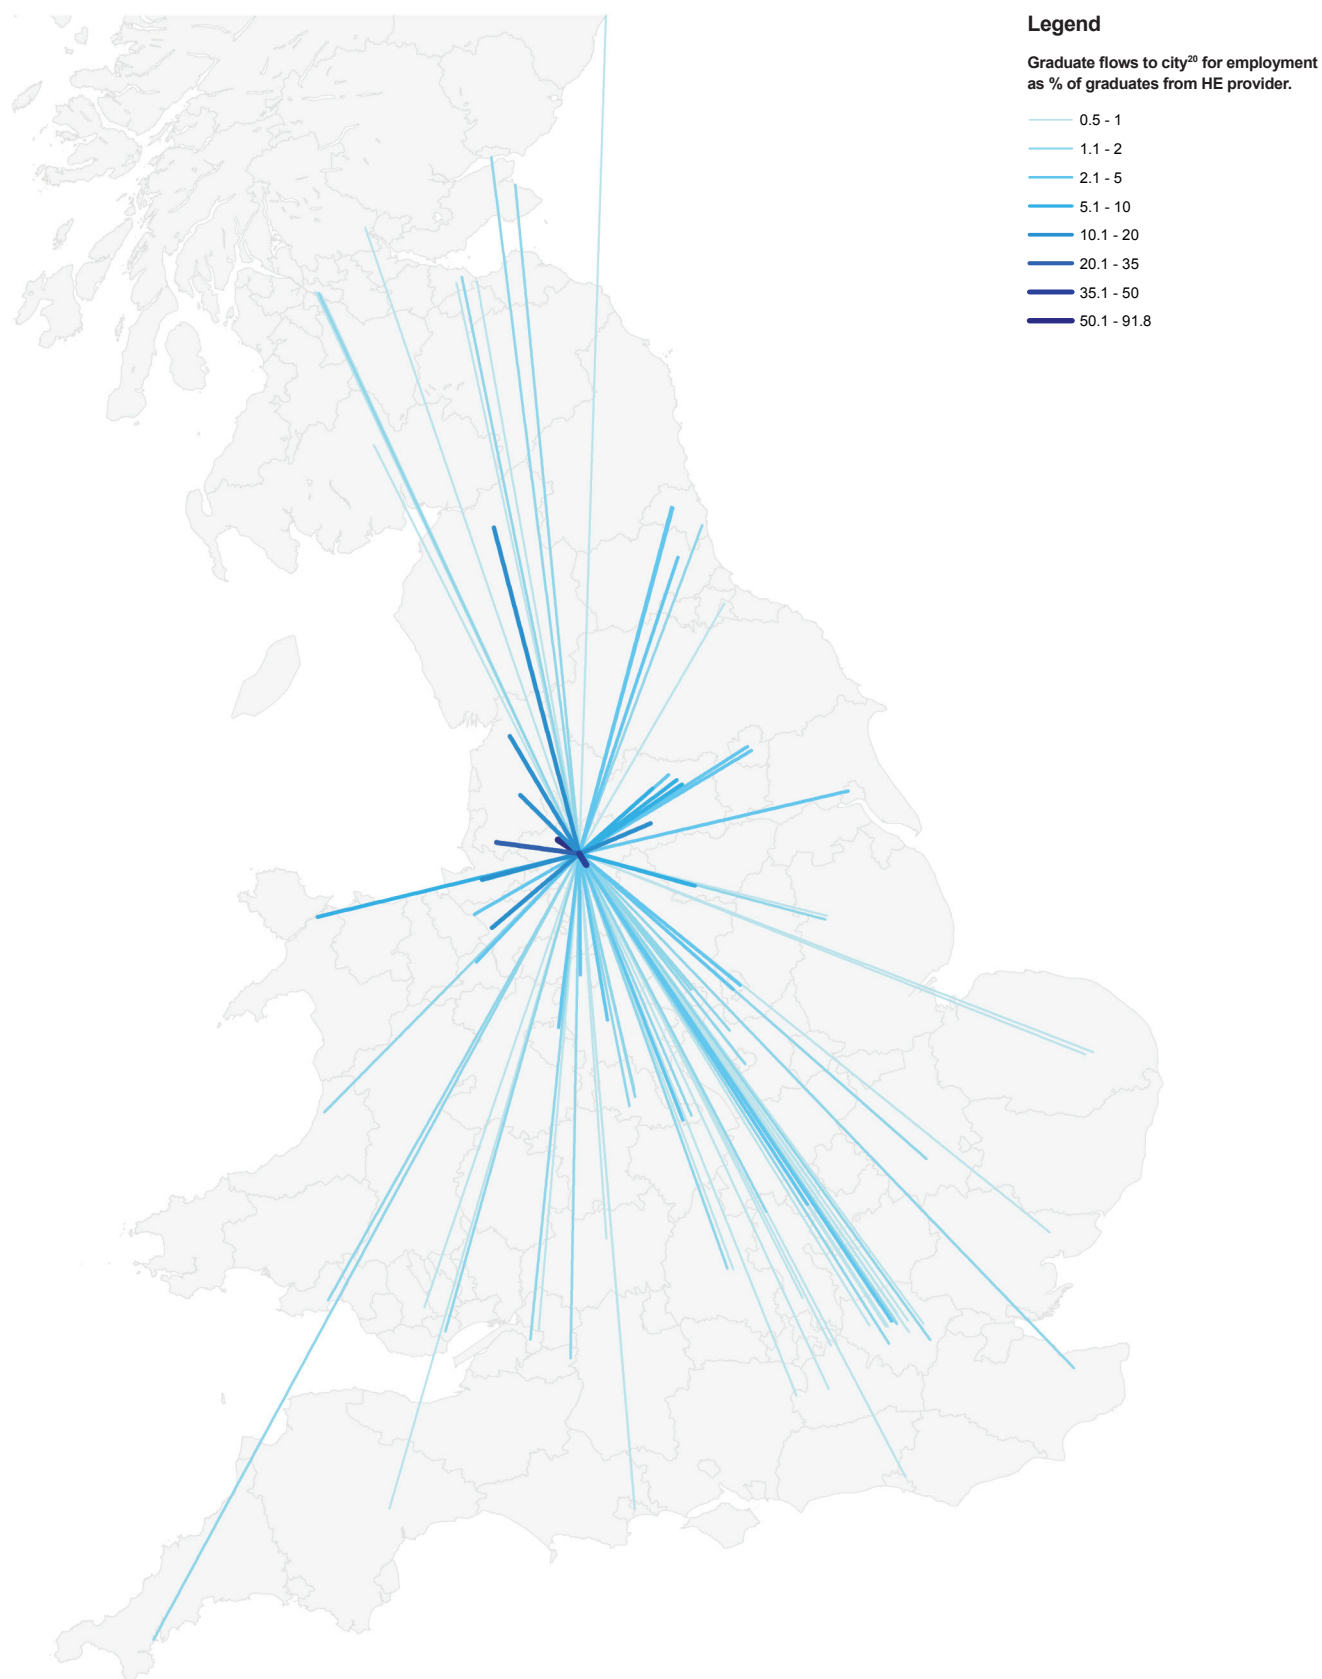 Legend
Graduate flows to city²⁰ for employment
as % of graduates from HE provider.
0.5 - 1
1.1 - 2
2.1 - 5
5.1 - 10
10.1 - 20
20.1 - 35
35.1 - 50
50.1 - 91.8